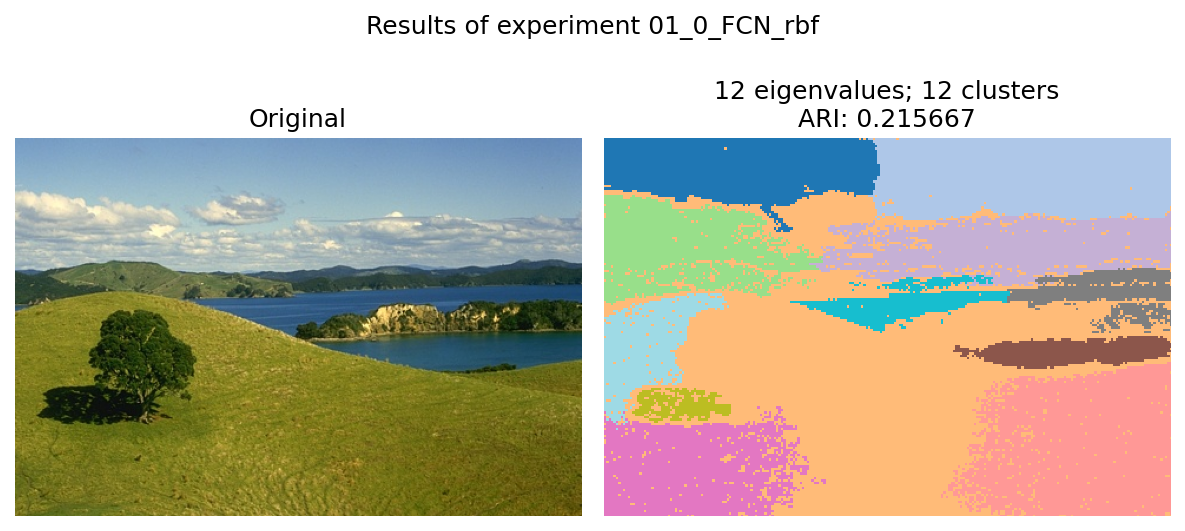 Results of experiment 01_0_FCN_rbf
Original
12 eigenvalues; 12 clusters
ARI: 0.215667